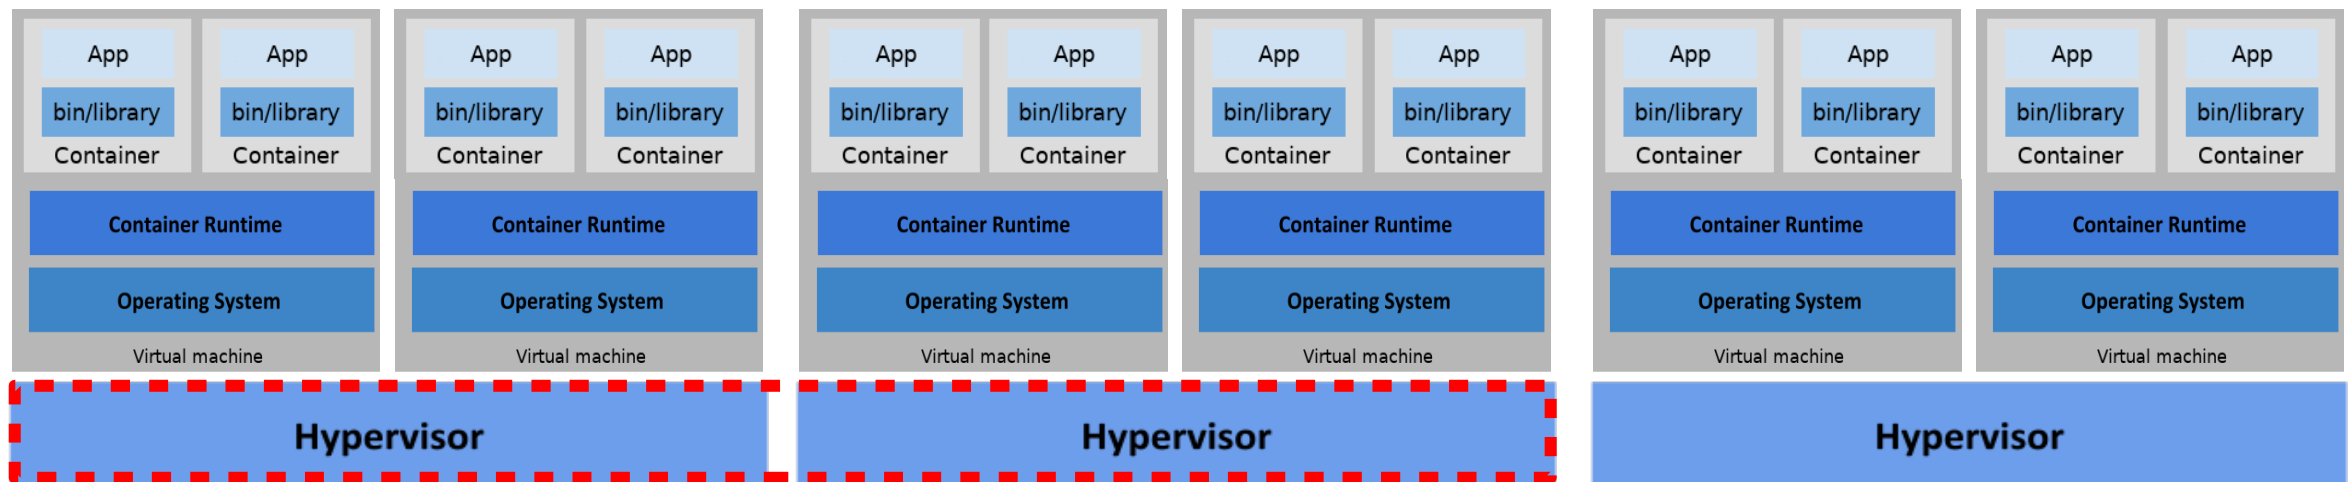 App App App App App App App App App App App App
bin/library bin/library bin/library bin/library bin/library bin/library bin/library bin/library bin/library bin/library bin/library bin/library
Container Container Container Container Container Container Container Container Container Container Container Container
Container Runtime Container Runtime Container Runtime Container Runtime Container Runtime Container Runtime
Operating System Operating System Operating System Operating System Operating System Operating System
Virtual machine Virtual machine Virtual machine Virtual machine Virtual machine Virtual machine
Hypervisor Hypervisor Hypervisor